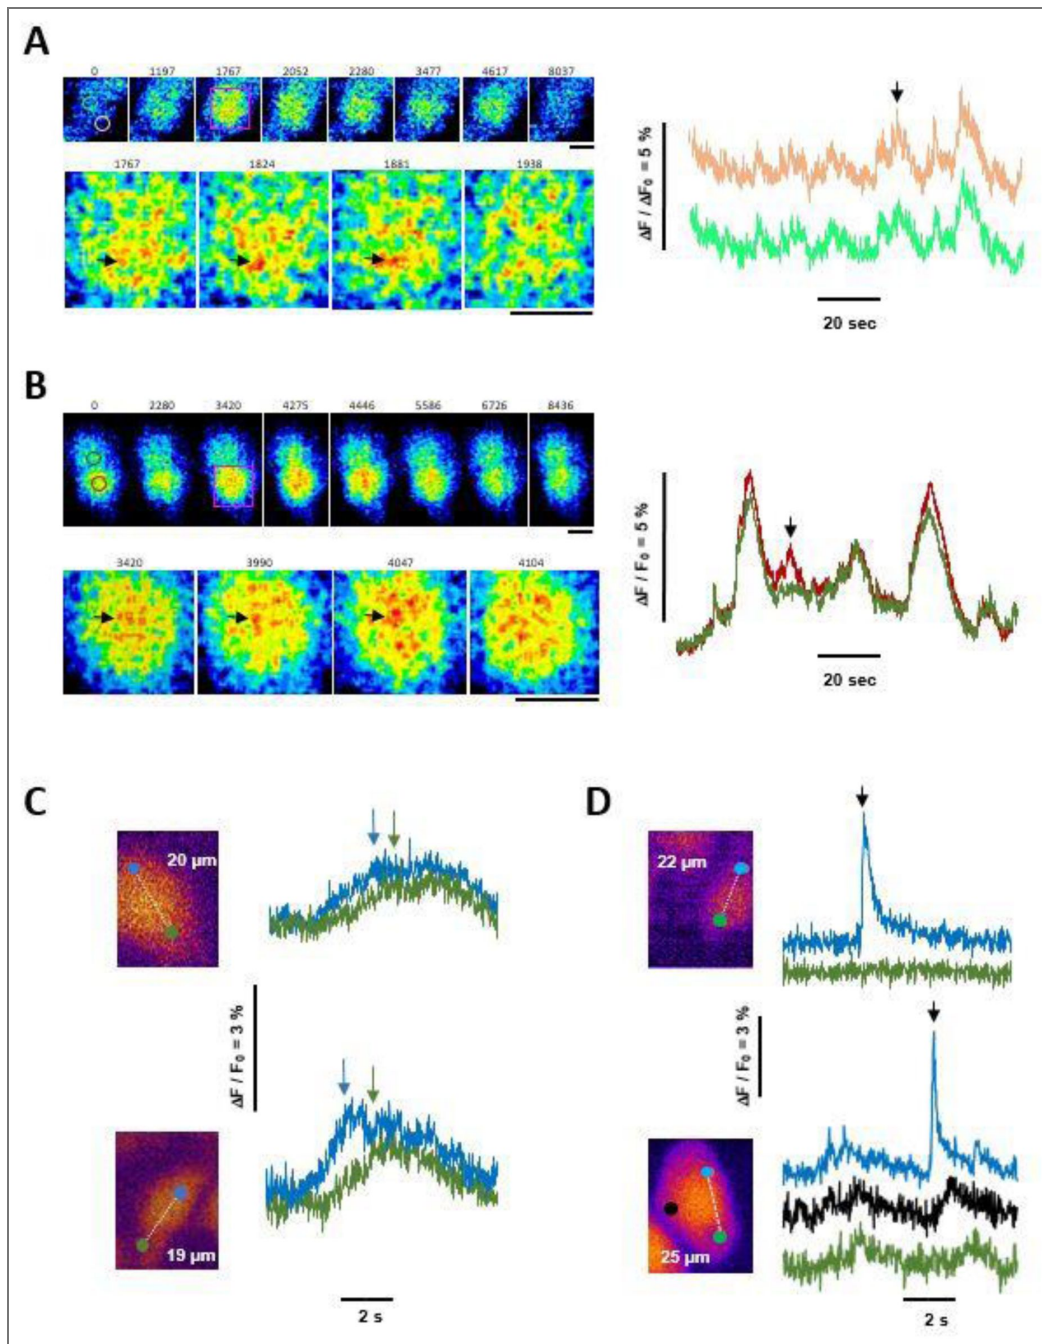 A
0 1197 1767 2052 2280 3477 4617 8037
1767 1824 1881 1938
ΔF / ΔF₀ = 5 %
20 sec
B
0 2280 3420 4275 4446 5586 6726 8436
3420 3990 4047 4104
ΔF / F₀ = 5 %
20 sec
C
20 µm
ΔF / F₀ = 3 %
19 µm
2 s
D
22 µm
ΔF / F₀ = 3 %
25 µm
2 s